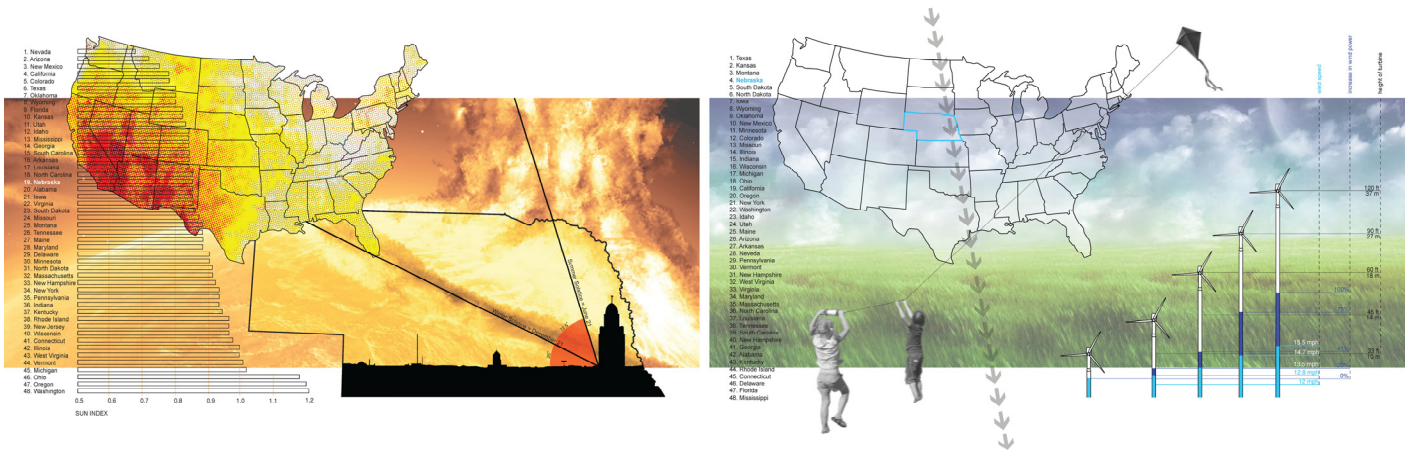 1. Nevada
2. Arizona
3. New Mexico
4. California
5. Colorado
6. Texas
7. Oklahoma
8. Wyoming
9. Florida
10. Kansas
11. Utah
12. Idaho
13. Mississippi
14. Georgia
15. South Carolina
16. Arkansas
17. Louisiana
18. North Carolina
19. Nebraska
20. Alabama
21. Iowa
22. Virginia
23. South Dakota
24. Missouri
25. Montana
26. Tennessee
27. Maine
28. Maryland
29. Delaware
30. Minnesota
31. North Dakota
32. Massachusetts
33. New Hampshire
34. New York
35. Pennsylvania
36. Indiana
37. Kentucky
38. Rhode Island
39. New Jersey
40. Wisconsin
41. Connecticut
42. Illinois
43. West Virginia
44. Vermont
45. Michigan
46. Ohio
47. Oregon
48. Washington
0.5 0.6 0.7 0.8 0.9 1.0 1.1 1.2
SUN INDEX
Summer Solstice - June 21
1. Texas
2. Kansas
3. Montana
4. Nebraska
5. South Dakota
6. North Dakota
7. Iowa
8. Wyoming
9. Oklahoma
10. New Mexico
11. Minnesota
12. Colorado
13. Missouri
14. Illinois
15. Indiana
16. Wisconsin
17. Michigan
18. Ohio
19. California
20. Oregon
21. New York
22. Washington
23. Idaho
24. Utah
25. Maine
26. Arizona
27. Arkansas
28. Neveda
29. Pennsylvania
30. Vermont
31. New Hampshire
32. West Virginia
33. Virginia
34. Maryland
35. Massachusetts
36. North Carolina
37. Louisiana
38. Tennessee
39. South Carolina
40. New Hampshire
41. Georgia
42. Alabama
43. Kentucky
44. Rhode Island
45. Connecticut
46. Delaware
47. Florida
48. Mississippi
wind speed
increase in wind power
height of turbine
120 ft
37 m
90 ft
27 m
60 ft
18 m
100%
45 ft
14 m
15.5 mph
14.7 mph
12.8 mph
12 mph
0%